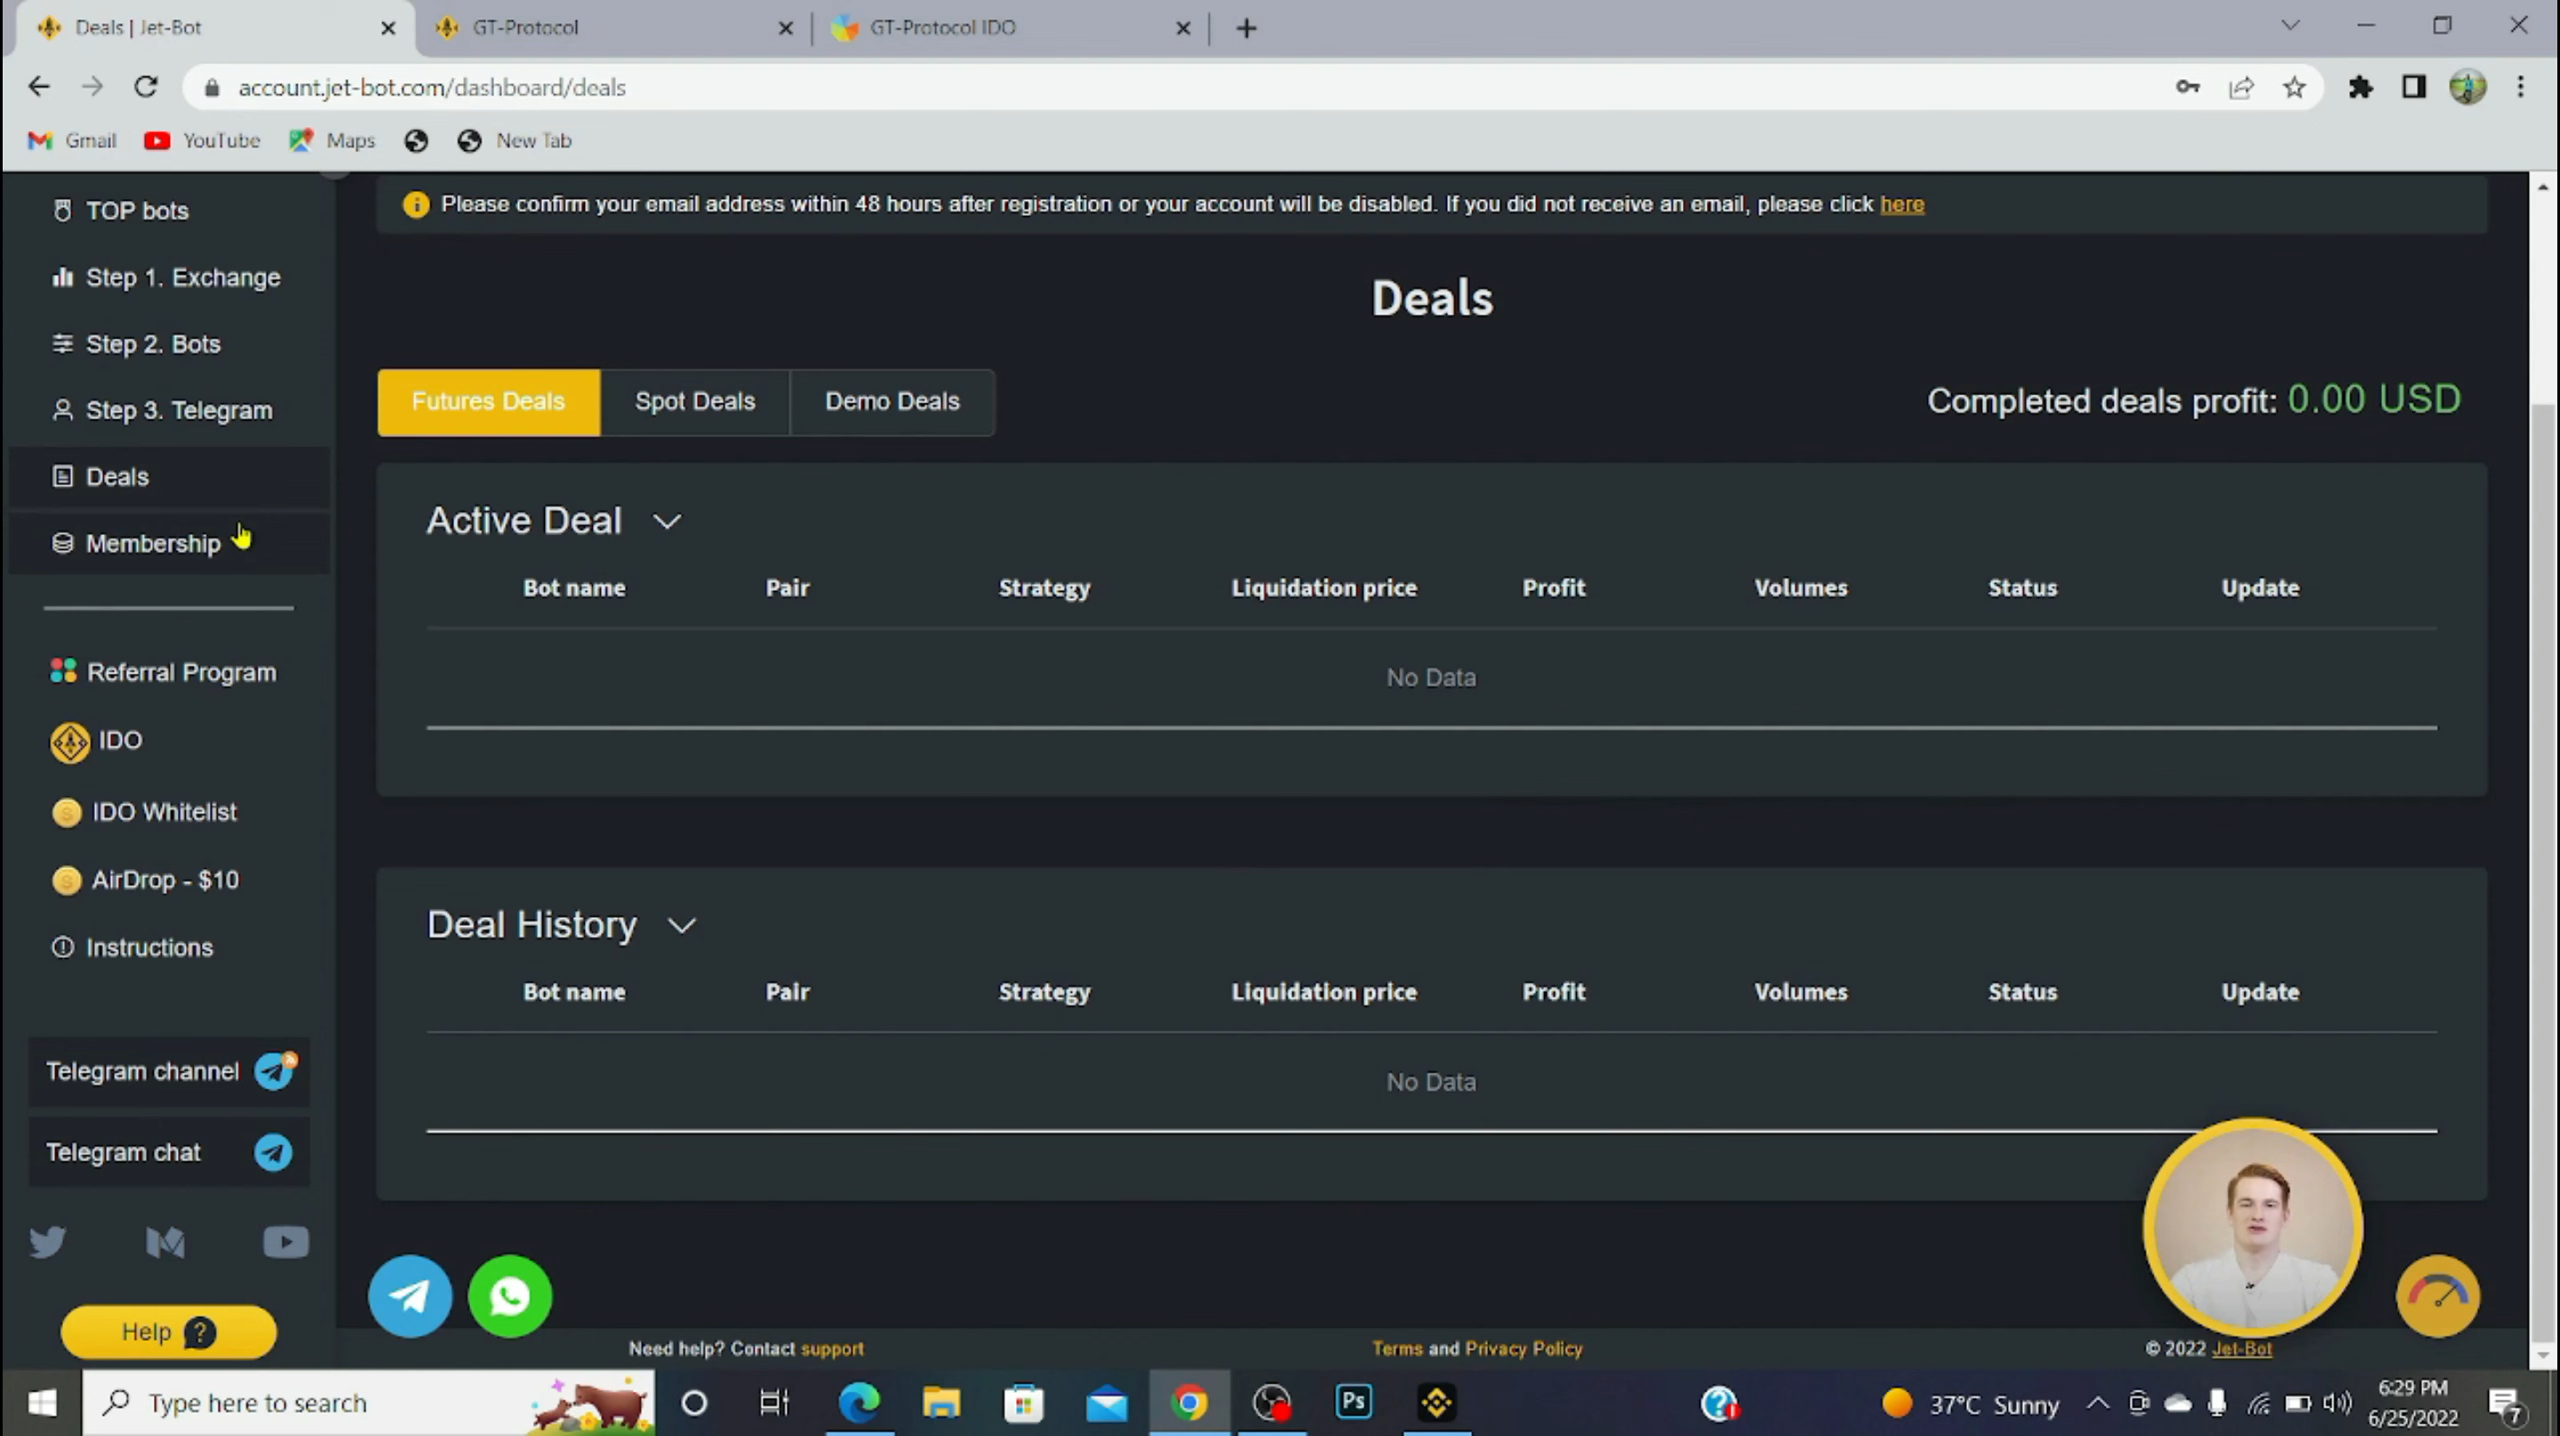 Deals | Jet-Bot
GT-Protocol
GT-Protocol IDO
account.jet-bot.com/dashboard/deals
Gmail
YouTube
Maps
New Tab
TOP bots
Step 1. Exchange
Step 2. Bots
Step 3. Telegram
Deals
Membership
Referral Program
IDO
IDO Whitelist
AirDrop - $10
Instructions
Telegram channel
Telegram chat
Help ?
Please confirm your email address within 48 hours after registration or your account will be disabled. If you did not receive an email, please click here
Deals
Futures Deals
Spot Deals
Demo Deals
Completed deals profit: 0.00 USD
Active Deal
Bot name Pair Strategy Liquidation price Profit Volumes Status Update
No Data
Deal History
Bot name Pair Strategy Liquidation price Profit Volumes Status Update
No Data
Need help? Contact support
Terms and Privacy Policy
© 2022 Jet-Bot
Type here to search
Ps
37°C Sunny
6:29 PM
6/25/2022
7